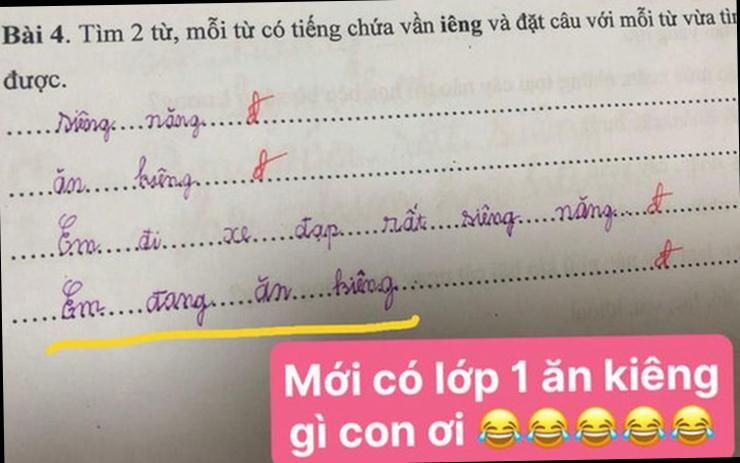 Bài 4. Tìm 2 từ, mỗi từ có tiếng chứa vần iêng và đặt câu với mỗi từ vừa tìm
được.
siêng năng đ
ăn kiêng đ
Em đi xe đạp rất siêng năng đ
Em đang ăn kiêng đ
Mới có lớp 1 ăn kiêng
gì con ơi 😂😂😂😂😂